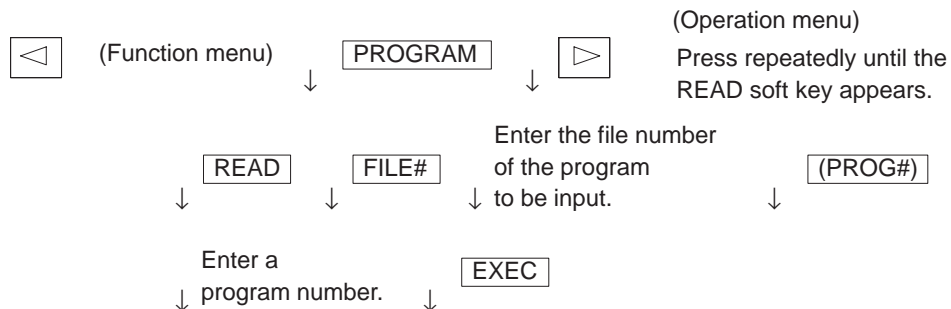 (Function menu)
PROGRAM
(Operation menu)
Press repeatedly until the
READ soft key appears.
READ
FILE#
Enter the file number
of the program
to be input.
(PROG#)
Enter a
program number.
EXEC